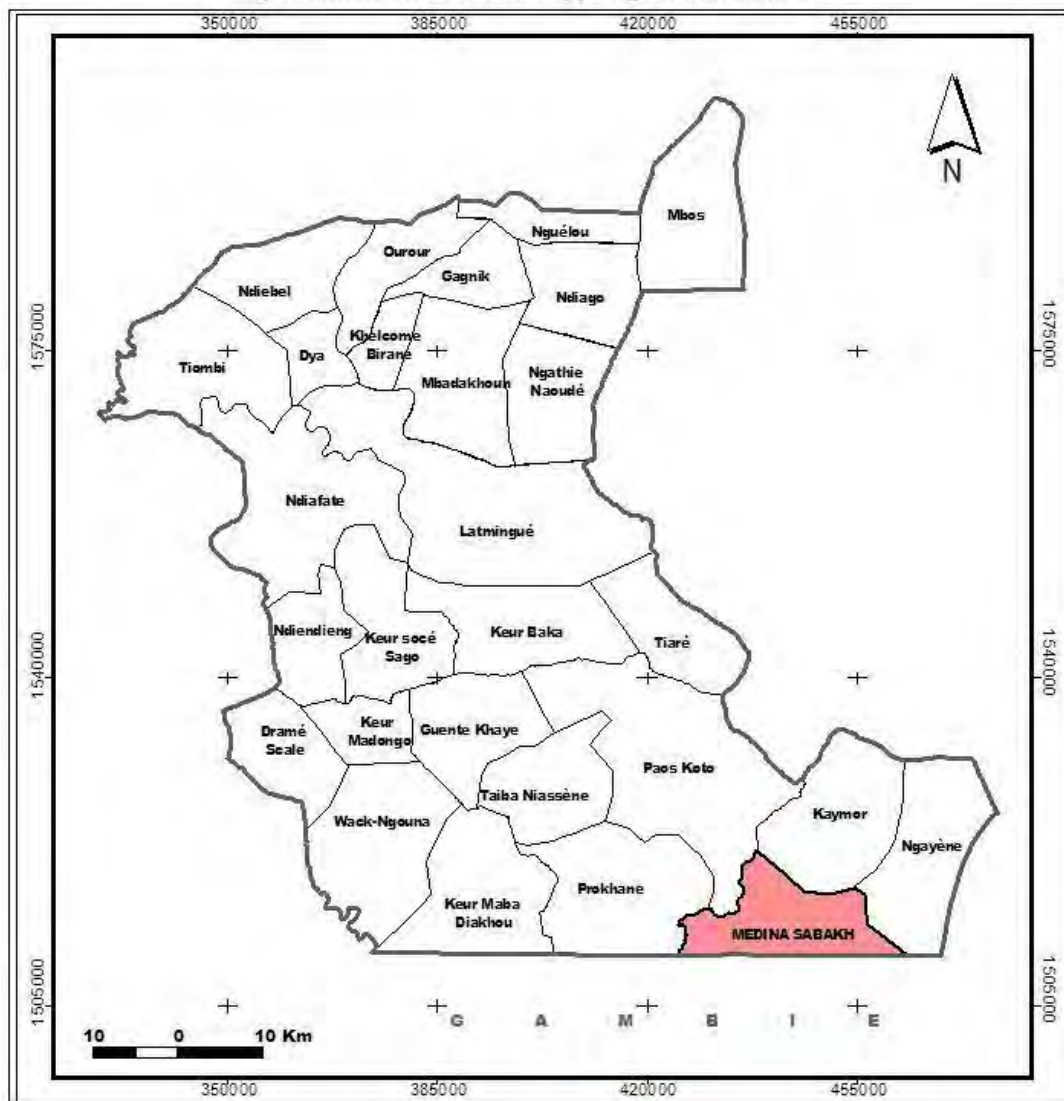 350000 385000 420000 455000
N
Mbos
Nguélou
Ourour
Gagnik
Ndiebel
Ndiago
1575000 1575000
Khelcome
Birane
Dya
Tiombi
Mbadakhoun
Ngathie
Naoudé
Ndiafate
Latmingué
Ndiendieng
Keur socé
Sago
Keur Baka
Tiaré
1540000 1540000
Dramé
Scale
Keur
Madongo
Guente Khaye
Paos Koto
Taiba Niassène
Wack-Ngouna
Kaymor
Ngayène
Keur Maba
Diakhou
Prokhane
MEDINA SABAKH
1505000 1505000
G A M B I E
10 0 10 Km
350000 385000 420000 455000